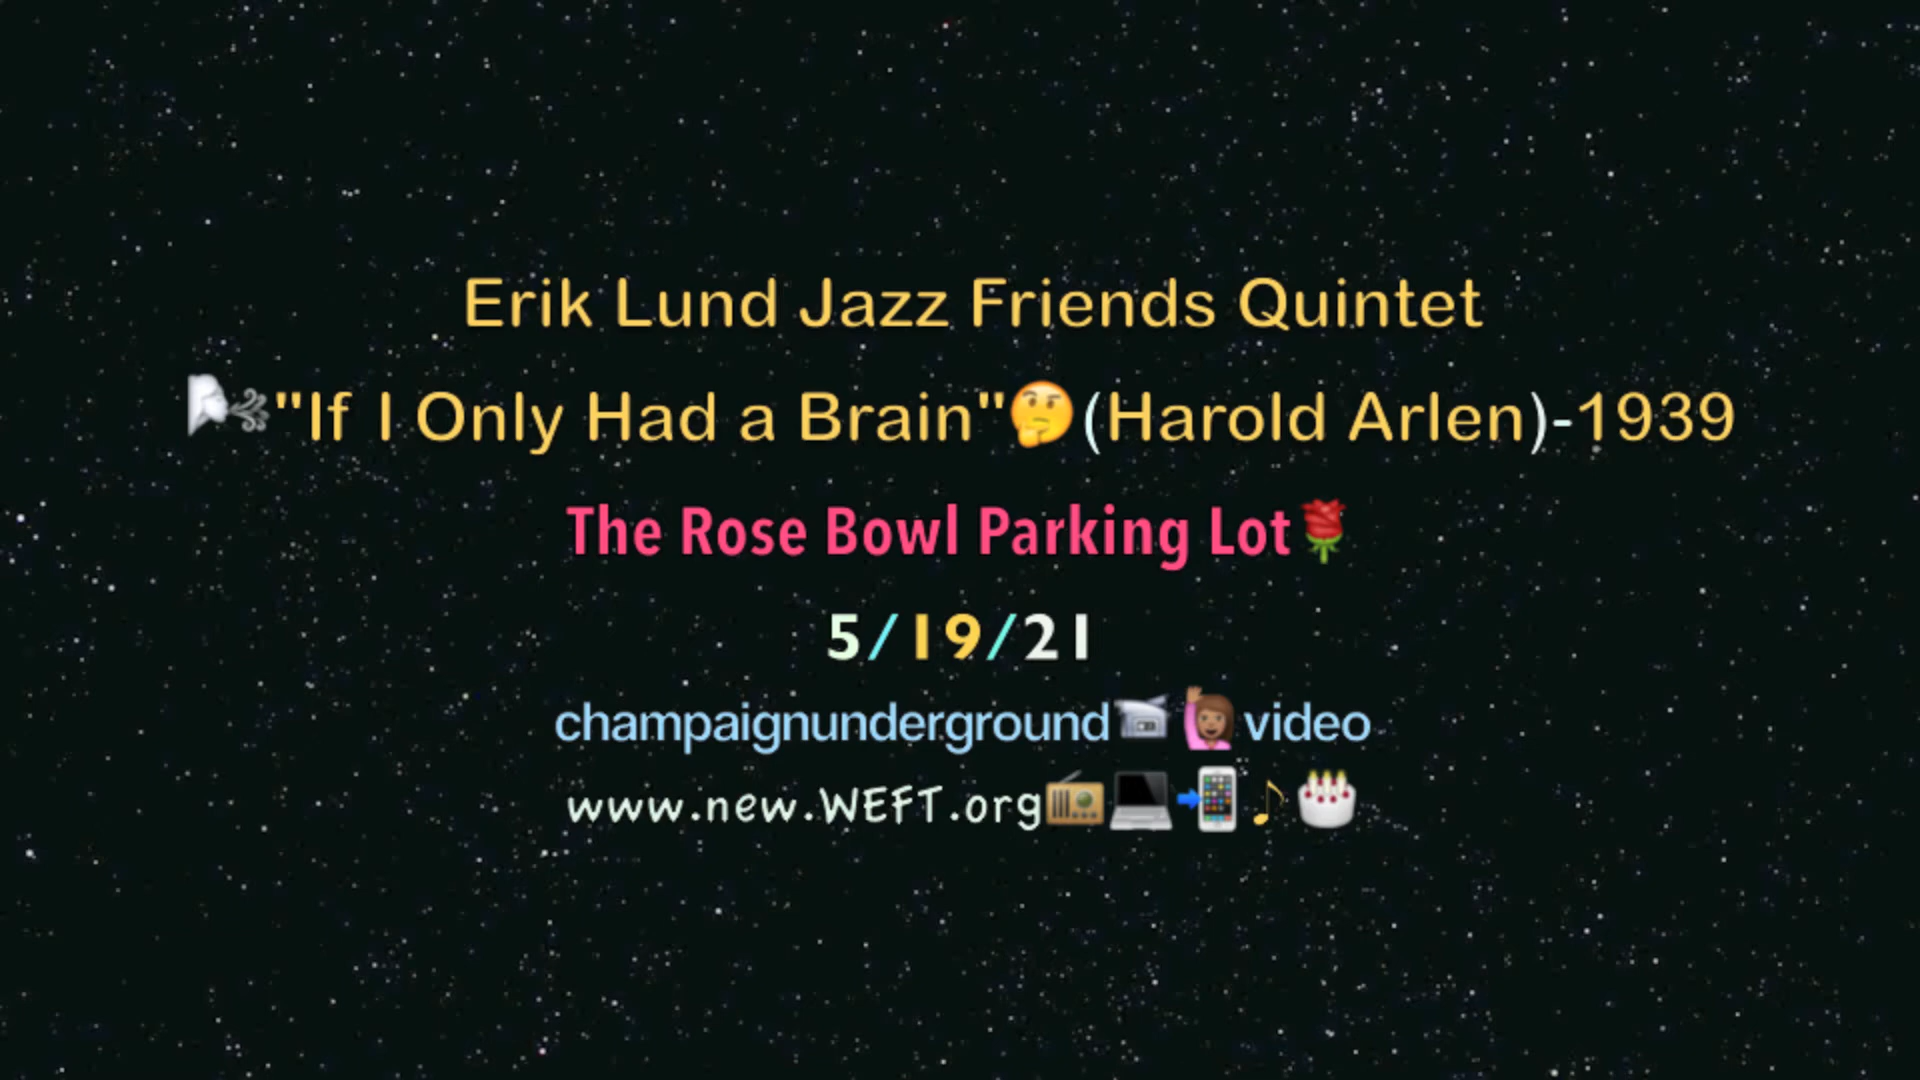 Erik Lund Jazz Friends Quintet
🌬"If I Only Had a Brain"🤔(Harold Arlen)-1939
The Rose Bowl Parking Lot🌹
5/19/21
champaignunderground📹🙋🏽‍♀️video
www.new.WEFT.org📻💻📲🎵🎂